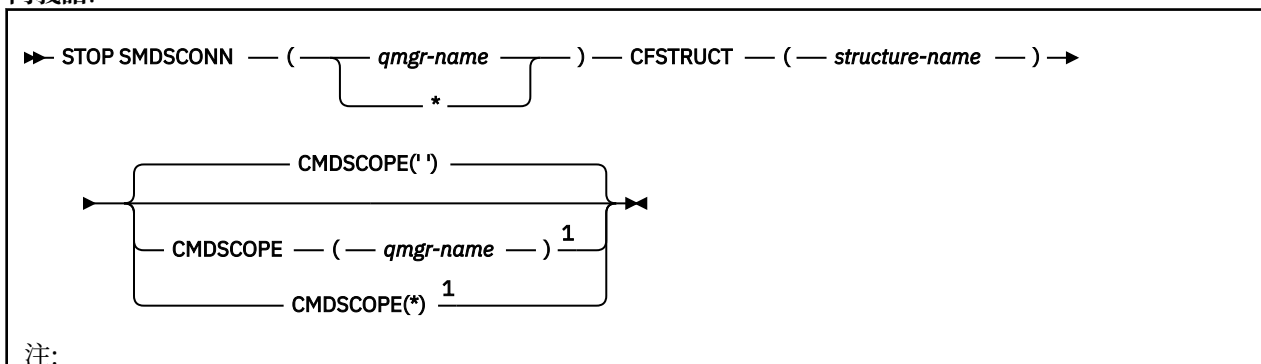 STOP SMDSCONN ( qmgr-name ) CFSTRUCT ( structure-name )
*
CMDSCOPE(' ')
CMDSCOPE ( qmgr-name ) 1
CMDSCOPE(*) 1
注: